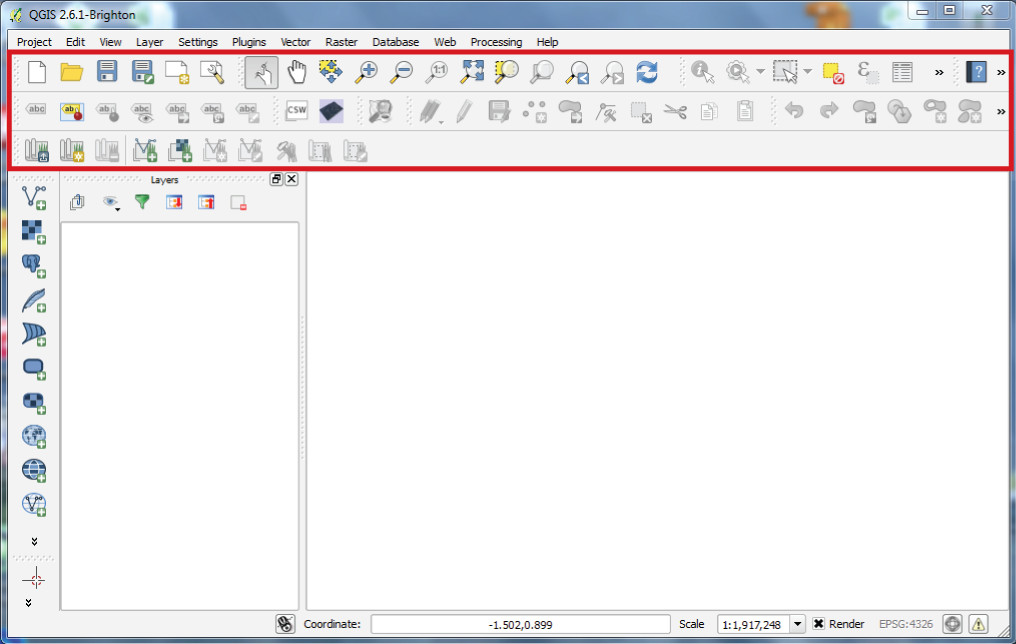 QGIS 2.6.1-Brighton
Project Edit View Layer Settings Plugins Vector Raster Database Web Processing Help
1:1 ε » ? »
abc abc abc abc abc abc abc CSW »
Layers
Coordinate: -1.502,0.899 Scale 1:1,917,248 Render EPSG:4326